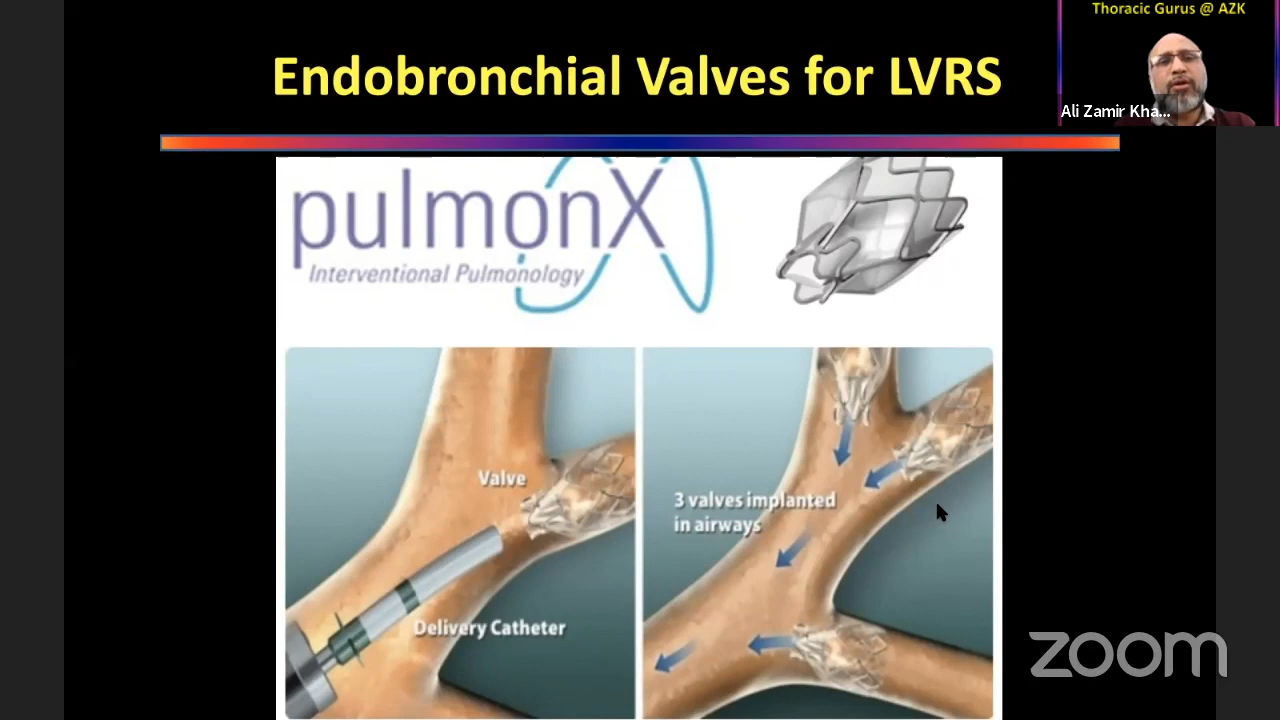 Thoracic Gurus @ AZK
Endobronchial Valves for LVRS
Ali Zamir Kha...
pulmonX
Interventional Pulmonology
Valve
Delivery Catheter
3 valves implanted
in airways
zoom